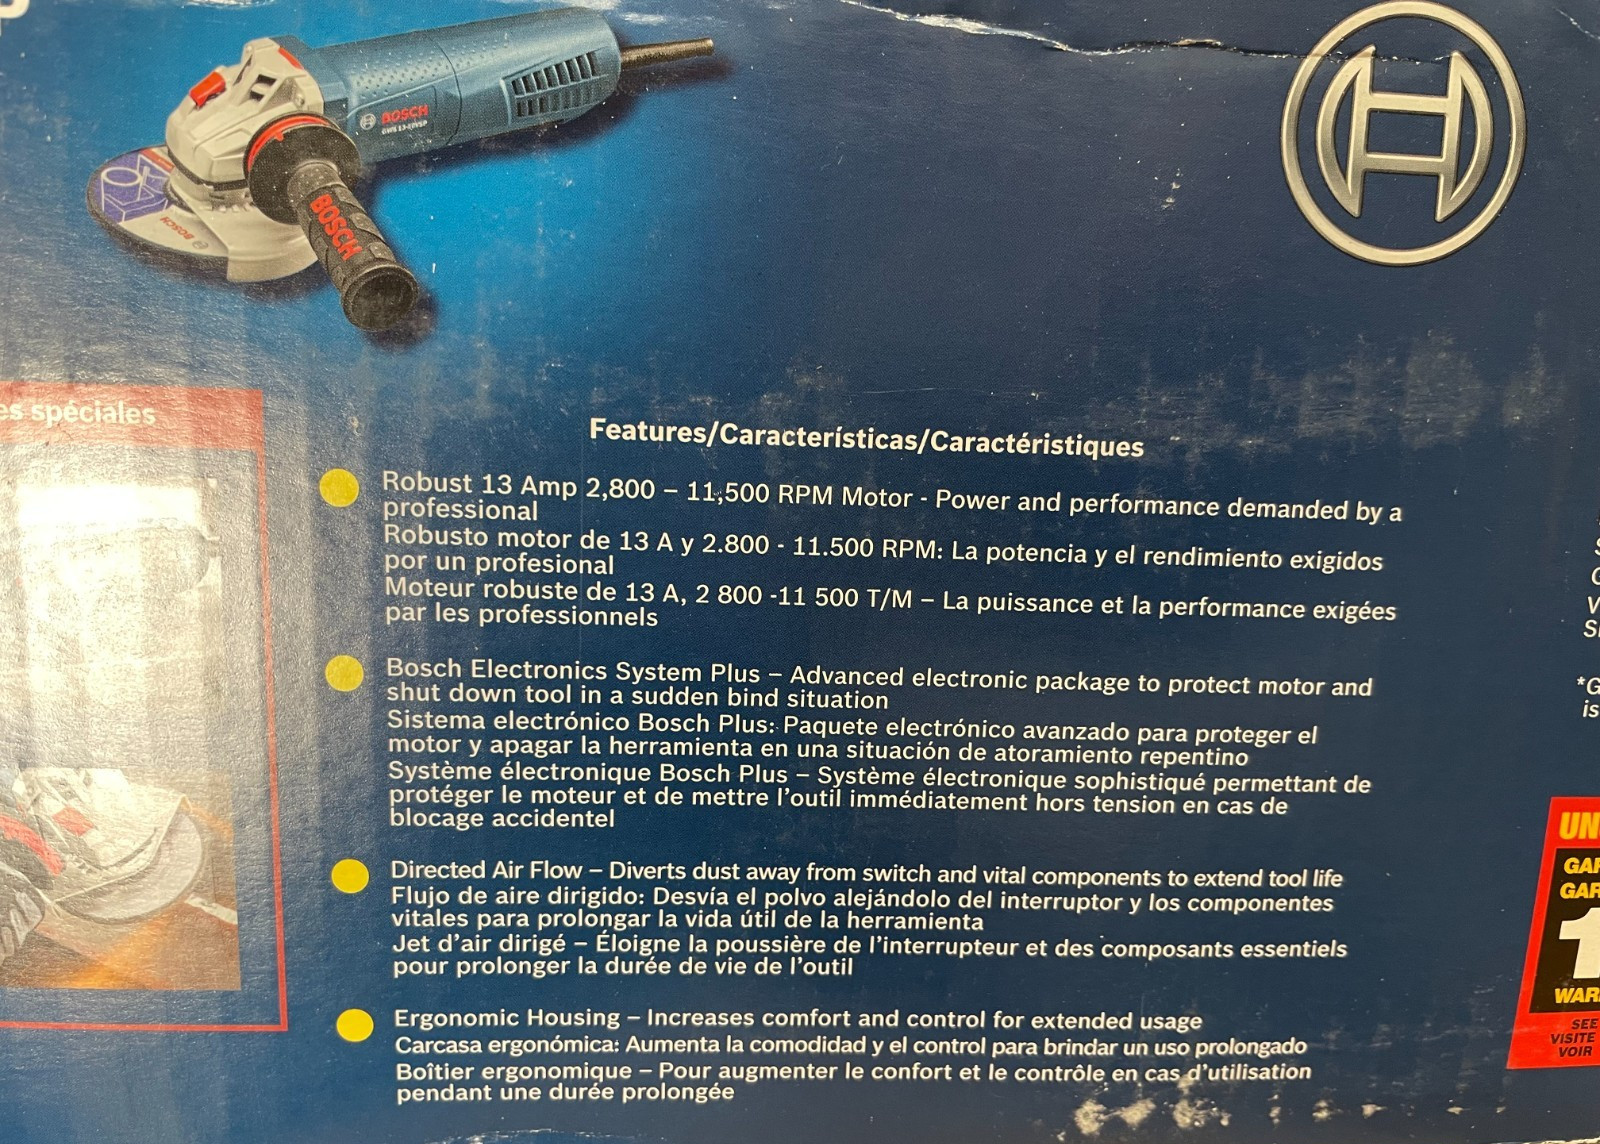 BOSCH
GWS 13-50VSP
BOSCH
BOSCH
es spéciales
Features/Características/Caractéristiques
Robust 13 Amp 2,800 – 11,500 RPM Motor - Power and performance demanded by a
professional
Robusto motor de 13 A y 2.800 - 11.500 RPM: La potencia y el rendimiento exigidos
por un profesional
Moteur robuste de 13 A, 2 800 -11 500 T/M – La puissance et la performance exigées
par les professionnels
Bosch Electronics System Plus – Advanced electronic package to protect motor and
shut down tool in a sudden bind situation
Sistema electrónico Bosch Plus: Paquete electrónico avanzado para proteger el
motor y apagar la herramienta en una situación de atoramiento repentino
Système électronique Bosch Plus – Système électronique sophistiqué permettant de
protéger le moteur et de mettre l'outil immédiatement hors tension en cas de
blocage accidentel
Directed Air Flow – Diverts dust away from switch and vital components to extend tool life
Flujo de aire dirigido: Desvía el polvo alejándolo del interruptor y los componentes
vitales para prolongar la vida útil de la herramienta
Jet d'air dirigé – Éloigne la poussière de l'interrupteur et des composants essentiels
pour prolonger la durée de vie de l'outil
Ergonomic Housing – Increases comfort and control for extended usage
Carcasa ergonómica: Aumenta la comodidad y el control para brindar un uso prolongado
Boîtier ergonomique – Pour augmenter le confort et le contrôle en cas d'utilisation
pendant une durée prolongée
*G
is
UN
GAR
GAR
1
WAR
SEE
VISITE
VOIR